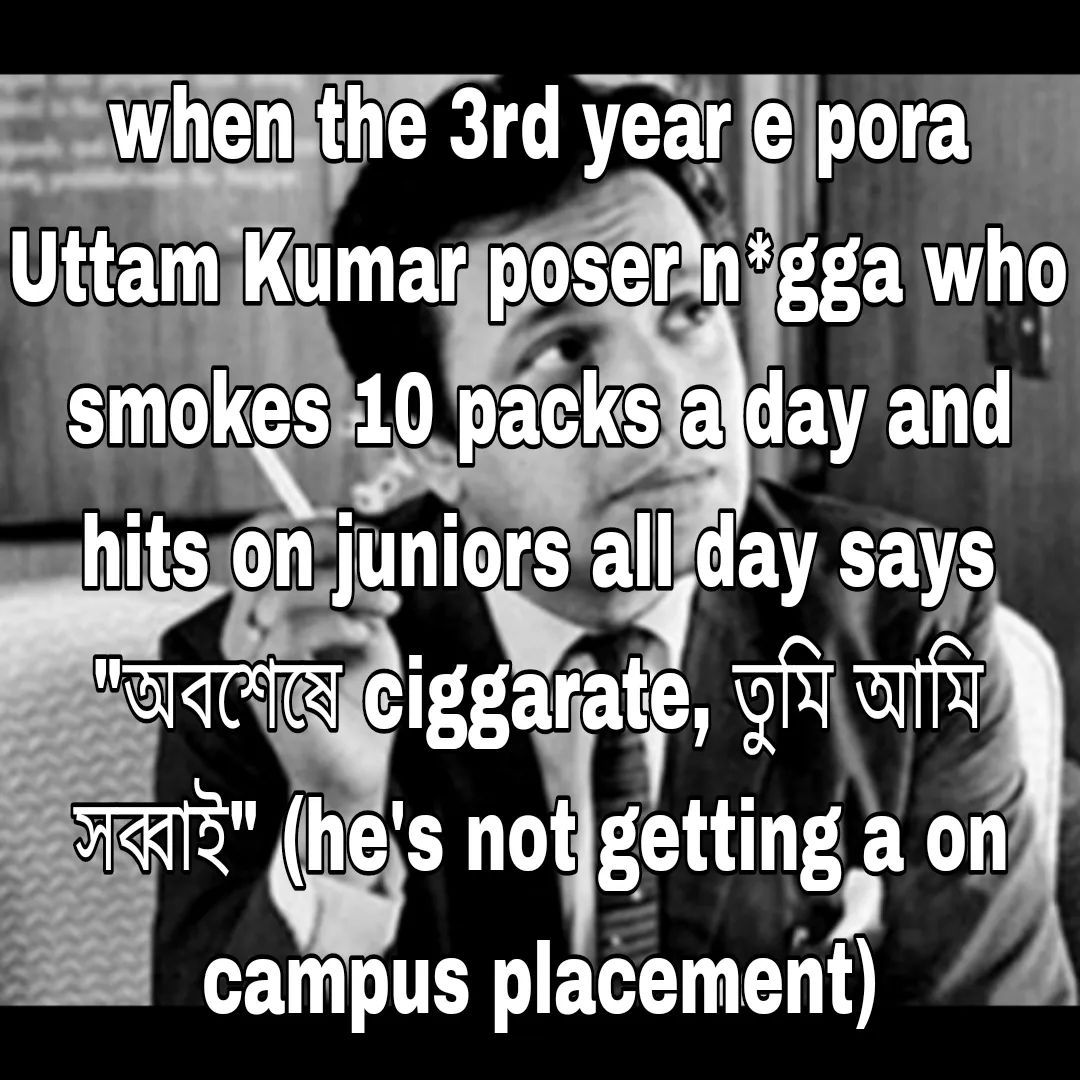 when the 3rd year e pora
Uttam Kumar poser n*gga who
smokes 10 packs a day and
hits on juniors all day says
"অবশেষে ciggarate, তুমি আমি
সব্বাই" (he's not getting a on
campus placement)